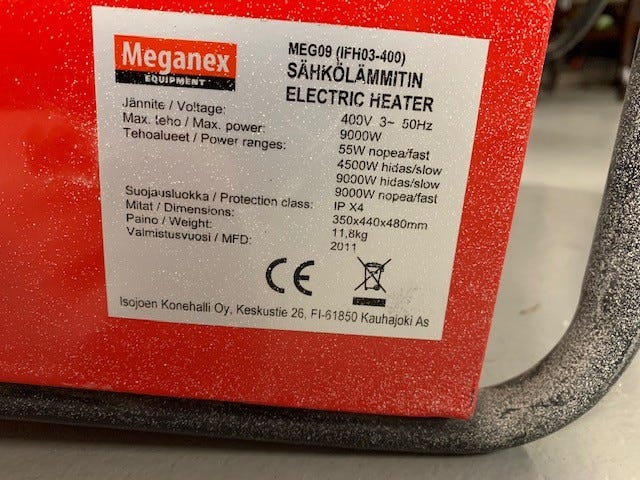 Meganex
EQUIPMENT
MEG09 (IFH03-400)
SÄHKÖLÄMMITIN
ELECTRIC HEATER
Jännite / Voltage: 400V 3~ 50Hz
Max. teho / Max. power: 9000W
Tehoalueet / Power ranges: 55W nopea/fast
4500W hidas/slow
9000W hidas/slow
9000W nopea/fast
Suojausluokka / Protection class: IP X4
Mitat / Dimensions: 350x440x480mm
Paino / Weight: 11,8kg
Valmistusvuosi / MFD: 2011
CE
Isojoen Konehalli Oy, Keskustie 26, FI-61850 Kauhajoki As